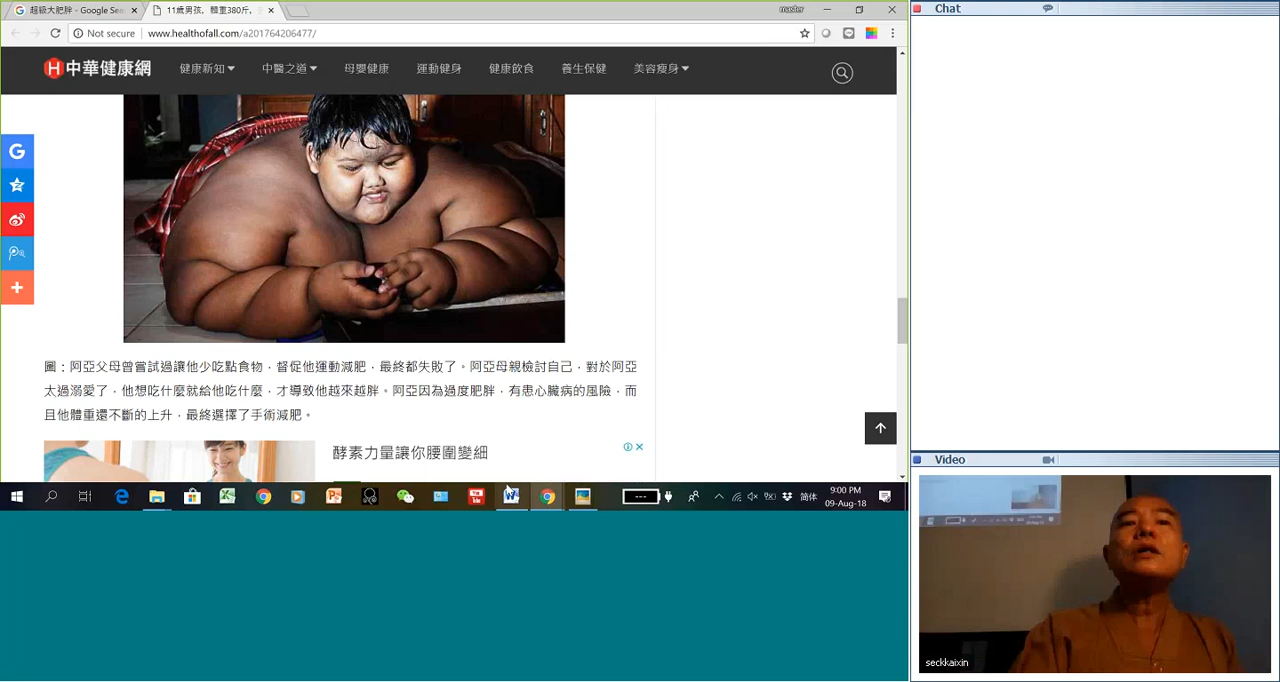 超級大肥胖 - Google Se
11歲男孩，體重380斤，
master
Not secure
www.healthofall.com/a201764206477/
中華健康網
健康新知
中醫之道
母嬰健康
運動健身
健康飲食
養生保健
美容瘦身
圖：阿亞父母曾嘗試過讓他少吃點食物，督促他運動減肥，最終都失敗了。阿亞母親檢討自己，對於阿亞
太過溺愛了，他想吃什麼就給他吃什麼，才導致他越來越胖。阿亞因為過度肥胖，有患心臟病的風險，而
且他體重還不斷的上升，最終選擇了手術減肥。
酵素力量讓你腰圍變細
简体
9:00 PM
09-Aug-18
Chat
Video
seckkaixin